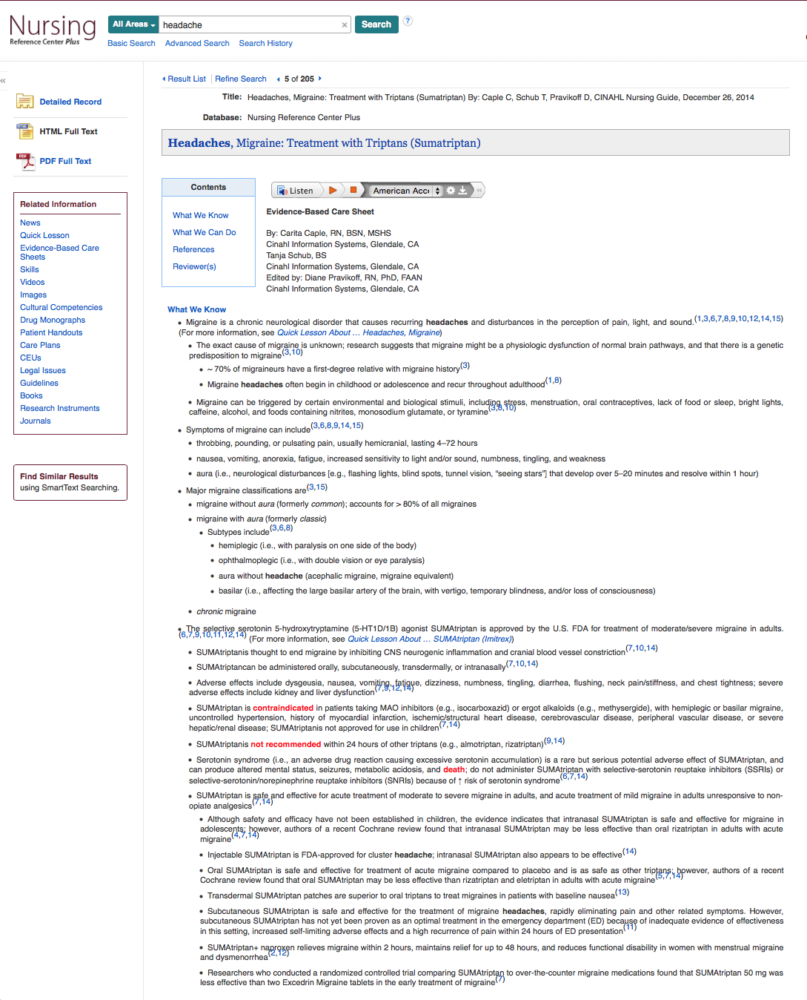 Nursing
Reference Center Plus
All Areas
headache
×
Search
?
Basic Search Advanced Search Search History
«
Detailed Record
HTML Full Text
PDF Full Text
Related Information
News
Quick Lesson
Evidence-Based Care
Sheets
Skills
Videos
Images
Cultural Competencies
Drug Monographs
Patient Handouts
Care Plans
CEUs
Legal Issues
Guidelines
Books
Research Instruments
Journals
Find Similar Results
using SmartText Searching.
Result List Refine Search 5 of 205
Title: Headaches, Migraine: Treatment with Triptans (Sumatriptan) By: Caple C, Schub T, Pravikoff D, CINAHL Nursing Guide, December 26, 2014
Database: Nursing Reference Center Plus
Headaches, Migraine: Treatment with Triptans (Sumatriptan)
Contents
What We Know
What We Can Do
References
Reviewer(s)
Listen American Acc «
Evidence-Based Care Sheet
By: Carita Caple, RN, BSN, MSHS
Cinahl Information Systems, Glendale, CA
Tanja Schub, BS
Cinahl Information Systems, Glendale, CA
Edited by: Diane Pravikoff, RN, PhD, FAAN
Cinahl Information Systems, Glendale, CA
What We Know
• Migraine is a chronic neurological disorder that causes recurring headaches and disturbances in the perception of pain, light, and sound.(1,3,6,7,8,9,10,12,14,15)
(For more information, see Quick Lesson About … Headaches, Migraine)
• The exact cause of migraine is unknown; research suggests that migraine might be a physiologic dysfunction of normal brain pathways, and that there is a genetic
predisposition to migraine(3,10)
• ~ 70% of migraineurs have a first-degree relative with migraine history(3)
• Migraine headaches often begin in childhood or adolescence and recur throughout adulthood(1,8)
• Migraine can be triggered by certain environmental and biological stimuli, including stress, menstruation, oral contraceptives, lack of food or sleep, bright lights,
caffeine, alcohol, and foods containing nitrites, monosodium glutamate, or tyramine(3,8,10)
• Symptoms of migraine can include(3,6,8,9,14,15)
• throbbing, pounding, or pulsating pain, usually hemicranial, lasting 4–72 hours
• nausea, vomiting, anorexia, fatigue, increased sensitivity to light and/or sound, numbness, tingling, and weakness
• aura (i.e., neurological disturbances [e.g., flashing lights, blind spots, tunnel vision, “seeing stars”] that develop over 5–20 minutes and resolve within 1 hour)
• Major migraine classifications are(3,15)
• migraine without aura (formerly common); accounts for > 80% of all migraines
• migraine with aura (formerly classic)
• Subtypes include(3,6,8)
• hemiplegic (i.e., with paralysis on one side of the body)
• ophthalmoplegic (i.e., with double vision or eye paralysis)
• aura without headache (acephalic migraine, migraine equivalent)
• basilar (i.e., affecting the large basilar artery of the brain, with vertigo, temporary blindness, and/or loss of consciousness)
• chronic migraine
• The selective serotonin 5-hydroxytryptamine (5-HT1D/1B) agonist SUMAtriptan is approved by the U.S. FDA for treatment of moderate/severe migraine in adults.
(6,7,9,10,11,12,14) (For more information, see Quick Lesson About … SUMAtriptan (Imitrex))
• SUMAtriptanis thought to end migraine by inhibiting CNS neurogenic inflammation and cranial blood vessel constriction(7,10,14)
• SUMAtriptancan be administered orally, subcutaneously, transdermally, or intranasally(7,10,14)
• Adverse effects include dysgeusia, nausea, vomiting, fatigue, dizziness, numbness, tingling, diarrhea, flushing, neck pain/stiffness, and chest tightness; severe
adverse effects include kidney and liver dysfunction(7,9,12,14)
• SUMAtriptan is contraindicated in patients taking MAO inhibitors (e.g., isocarboxazid) or ergot alkaloids (e.g., methysergide), with hemiplegic or basilar migraine,
uncontrolled hypertension, history of myocardial infarction, ischemic/structural heart disease, cerebrovascular disease, peripheral vascular disease, or severe
hepatic/renal disease; SUMAtriptanis not approved for use in children(7,14)
• SUMAtriptanis not recommended within 24 hours of other triptans (e.g., almotriptan, rizatriptan)(9,14)
• Serotonin syndrome (i.e., an adverse drug reaction causing excessive serotonin accumulation) is a rare but serious potential adverse effect of SUMAtriptan, and
can produce altered mental status, seizures, metabolic acidosis, and death; do not administer SUMAtriptan with selective-serotonin reuptake inhibitors (SSRIs) or
selective-serotonin/norepinephrine reuptake inhibitors (SNRIs) because of ↑ risk of serotonin syndrome(6,7,14)
• SUMAtriptan is safe and effective for acute treatment of moderate to severe migraine in adults, and acute treatment of mild migraine in adults unresponsive to non-
opiate analgesics(7,14)
• Although safety and efficacy have not been established in children, the evidence indicates that intranasal SUMAtriptan is safe and effective for migraine in
adolescents; however, authors of a recent Cochrane review found that intranasal SUMAtriptan may be less effective than oral rizatriptan in adults with acute
migraine(4,7,14)
• Injectable SUMAtriptan is FDA-approved for cluster headache; intranasal SUMAtriptan also appears to be effective(14)
• Oral SUMAtriptan is safe and effective for treatment of acute migraine compared to placebo and is as safe as other triptans; however, authors of a recent
Cochrane review found that oral SUMAtriptan may be less effective than rizatriptan and eletriptan in adults with acute migraine(5,7,14)
• Transdermal SUMAtriptan patches are superior to oral triptans to treat migraines in patients with baseline nausea(13)
• Subcutaneous SUMAtriptan is safe and effective for the treatment of migraine headaches, rapidly eliminating pain and other related symptoms. However,
subcutaneous SUMAtriptan has not yet been proven as an optimal treatment in the emergency department (ED) because of inadequate evidence of effectiveness
in this setting, increased self-limiting adverse effects and a high recurrence of pain within 24 hours of ED presentation(11)
• SUMAtriptan+ naproxen relieves migraine within 2 hours, maintains relief for up to 48 hours, and reduces functional disability in women with menstrual migraine
and dysmenorrhea(2,12)
• Researchers who conducted a randomized controlled trial comparing SUMAtriptan to over-the-counter migraine medications found that SUMAtriptan 50 mg was
less effective than two Excedrin Migraine tablets in the early treatment of migraine(7)